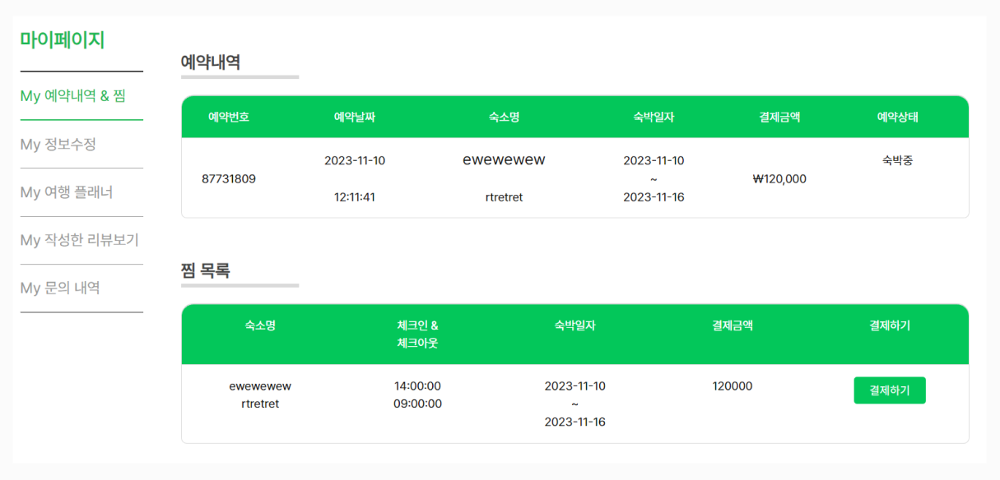 마이페이지
My 예약내역 & 찜
My 정보수정
My 여행 플래너
My 작성한 리뷰보기
My 문의 내역
예약내역
예약번호 예약날짜 숙소명 숙박일자 결제금액 예약상태
2023-11-10 ewewewew 2023-11-10 숙박중
87731809 ~ ₩120,000
12:11:41 rtretret 2023-11-16
찜 목록
숙소명 체크인 & 숙박일자 결제금액 결제하기
체크아웃
ewewewew 14:00:00 2023-11-10 120000 결제하기
rtretret 09:00:00 ~
2023-11-16